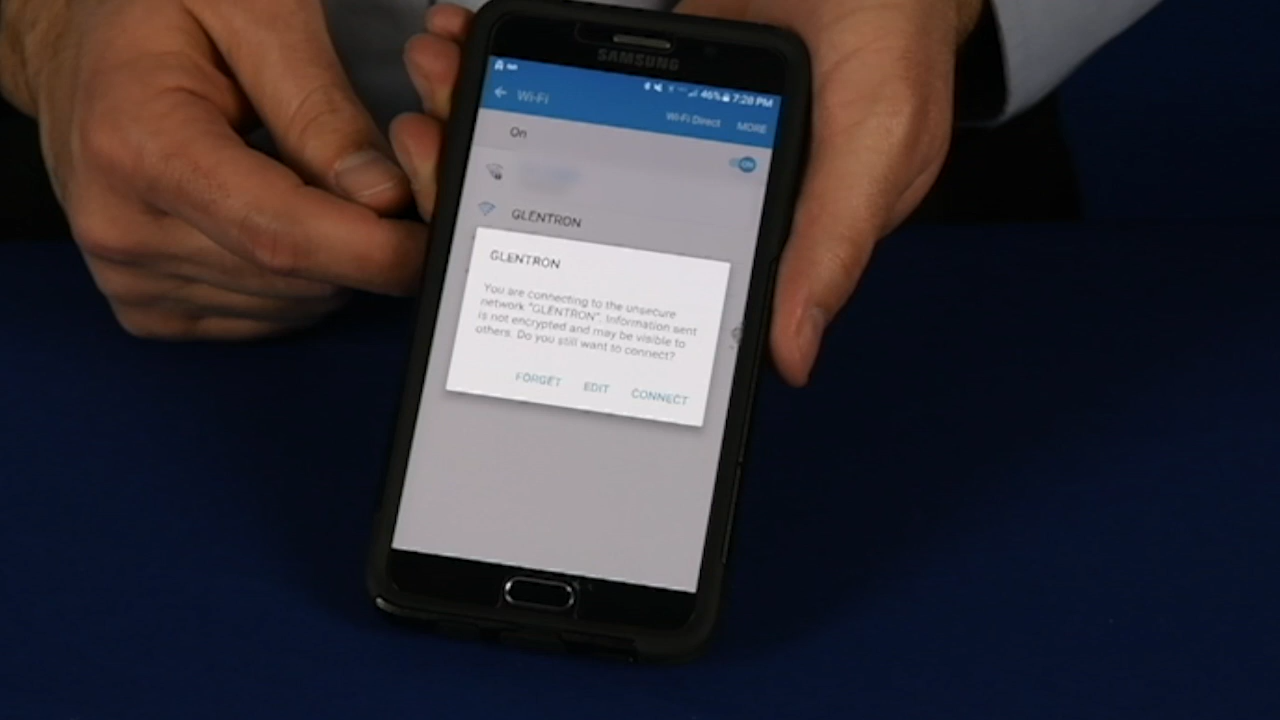 SAMSUNG
46% 7:28 PM
Wi-Fi
Wi-Fi Direct
MORE
On
ON
GLENTRON
GLENTRON
You are connecting to the unsecure
network "GLENTRON". Information sent
is not encrypted and may be visible to
others. Do you still want to connect?
FORGET
EDIT
CONNECT